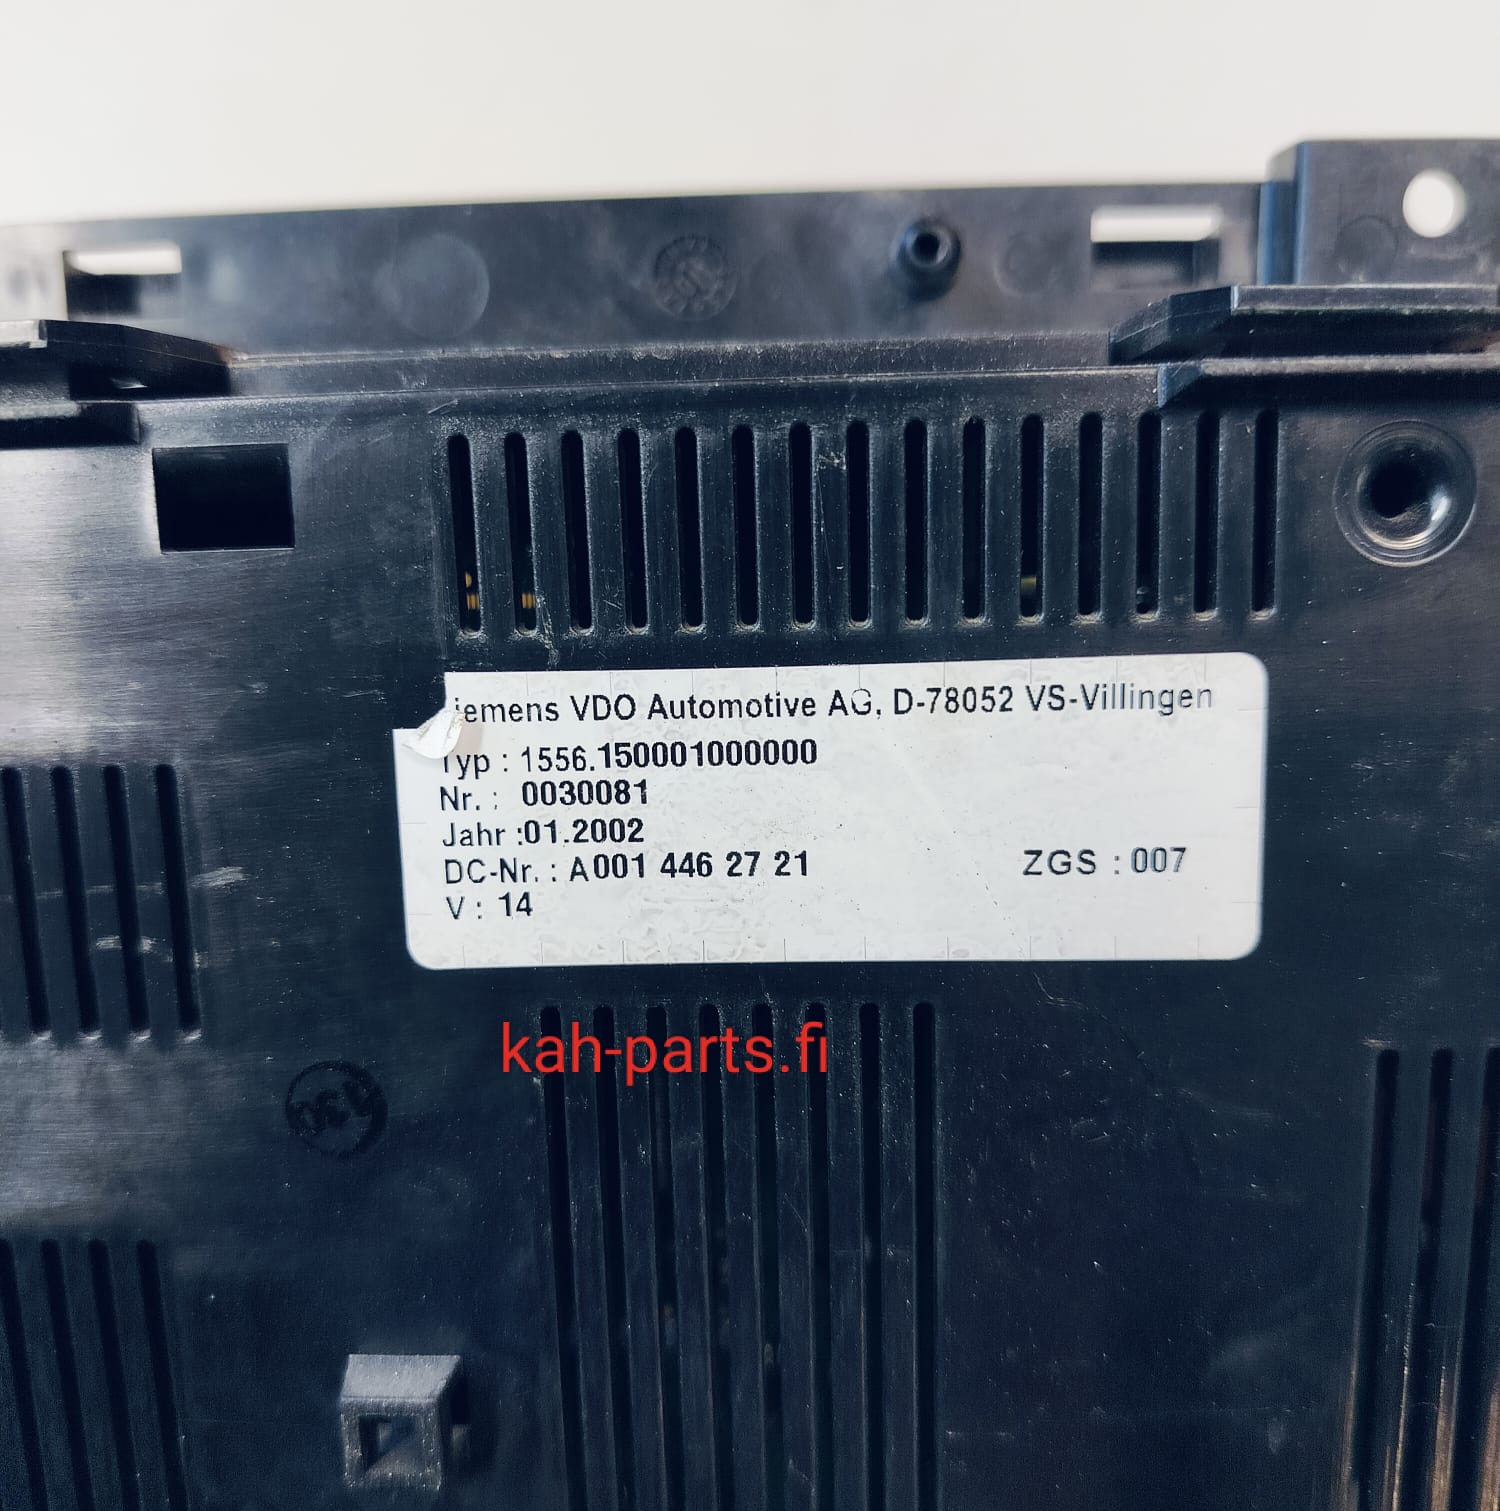 iemens VDO Automotive AG, D-78052 VS-Villingen
Typ : 1556.150001000000
Nr. : 0030081
Jahr :01.2002
DC-Nr. : A001 446 27 21 ZGS : 007
V : 14
kah-parts.fi